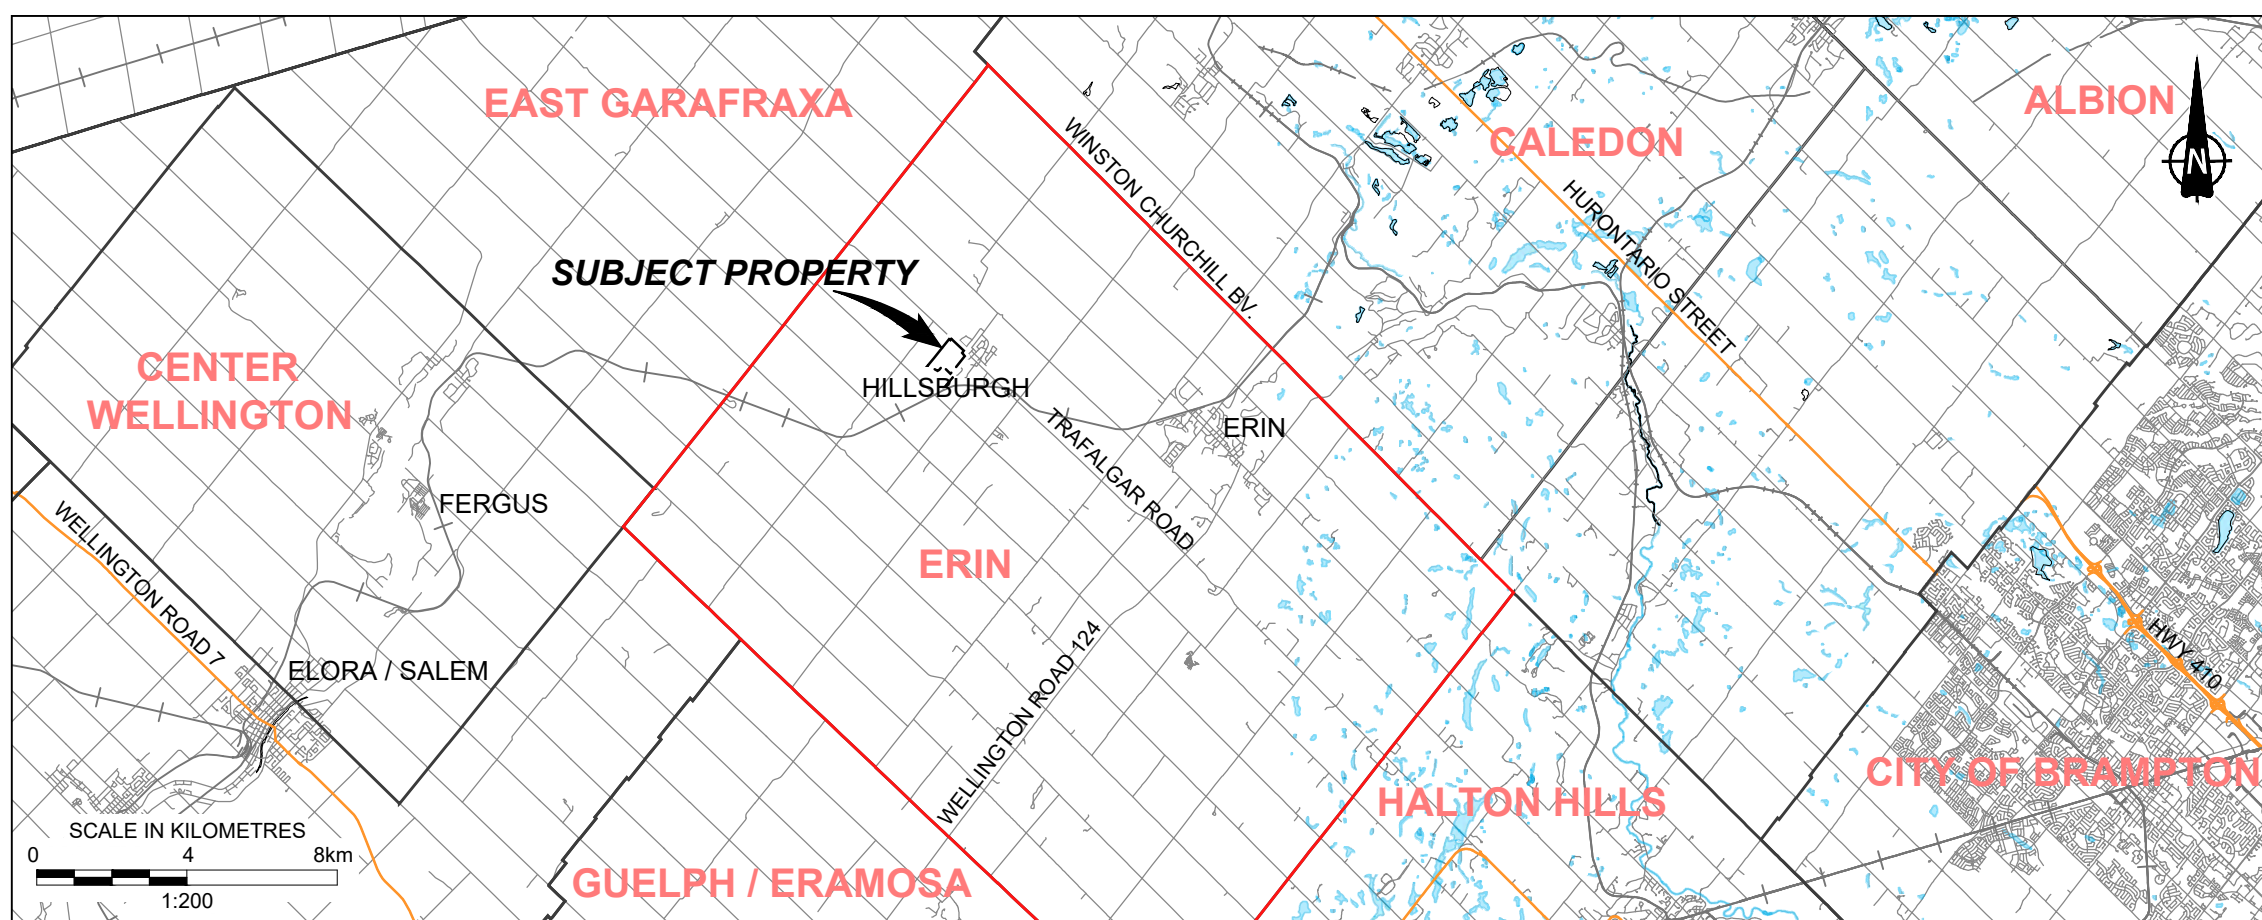 EAST GARAFRAXA
ALBION
CALEDON
N
WINSTON CHURCHILL BV.
HURONTARIO STREET
SUBJECT PROPERTY
CENTER
WELLINGTON
HILLSBURGH
ERIN
TRAFALGAR ROAD
FERGUS
WELLINGTON ROAD 7
ERIN
ELORA / SALEM
WELLINGTON ROAD 124
HWY 410
CITY OF BRAMPTON
HALTON HILLS
GUELPH / ERAMOSA
SCALE IN KILOMETRES
0 4 8km
1:200